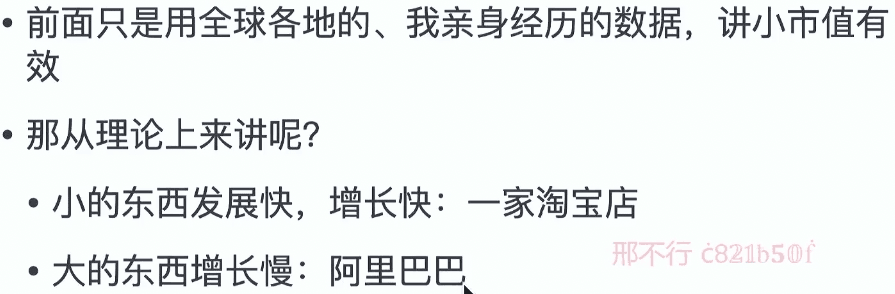 • 前面只是用全球各地的、我亲身经历的数据，讲小市值有
效
• 那从理论上来讲呢？
• 小的东西发展快，增长快：一家淘宝店
• 大的东西增长慢：阿里巴巴
邢不行 c821b50f